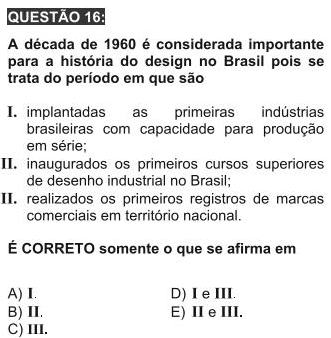 QUESTÃO 16:
A década de 1960 é considerada importante
para a história do design no Brasil pois se
trata do período em que são
I. implantadas as primeiras indústrias
brasileiras com capacidade para produção
em série;
II. inaugurados os primeiros cursos superiores
de desenho industrial no Brasil;
II. realizados os primeiros registros de marcas
comerciais em território nacional.
É CORRETO somente o que se afirma em
A) I.
D) I e III.
B) II.
E) II e III.
C) III.